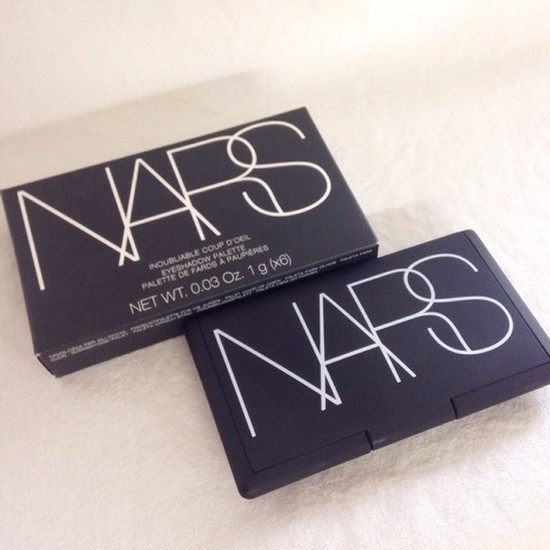 NARS
INOUBLIABLE COUP D'OEIL
EYESHADOW PALETTE
PALETTE DE FARDS À PAUPIÈRES
NET WT. 0.03 Oz. 1 g (x6)
NARS